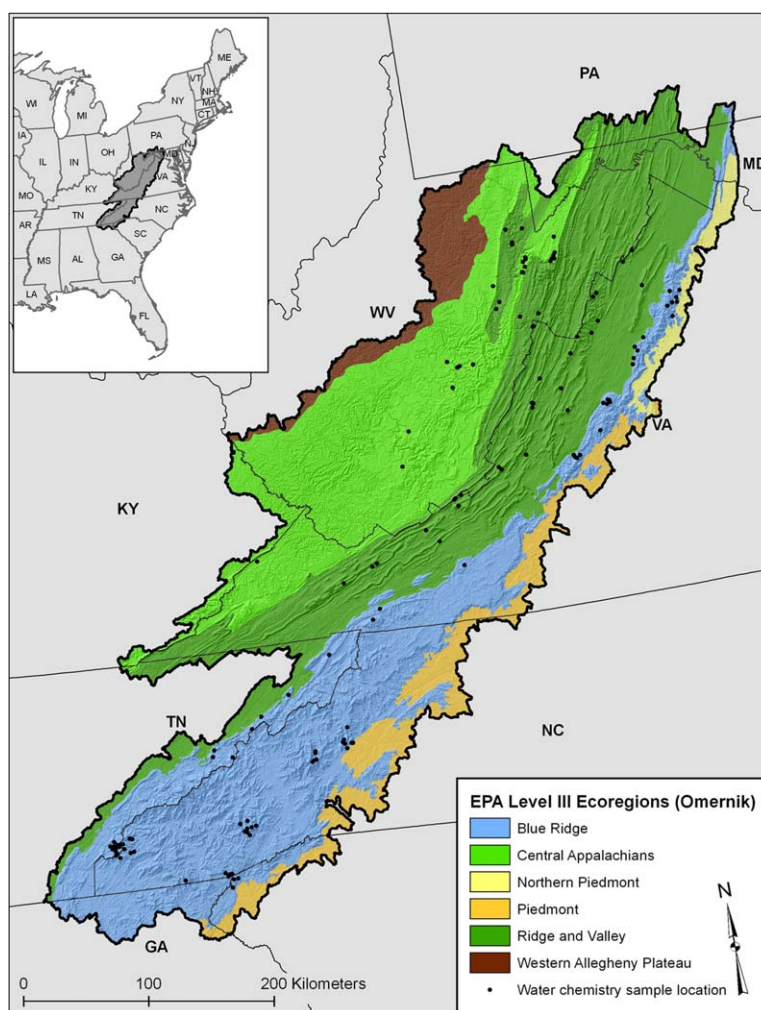 ME
VT
NH
WI
NY
MA
MI
CT
IA
PA
NJ
OH
MD
IL
IN
VA
MO
KY
NC
TN
AR
SC
MS
AL
GA
LA
FL
PA
MD
WV
VA
KY
TN
NC
GA
EPA Level III Ecoregions (Omernik)
Blue Ridge
Central Appalachians
Northern Piedmont
Piedmont
Ridge and Valley
Western Allegheny Plateau
Water chemistry sample location
N
0 100 200 Kilometers